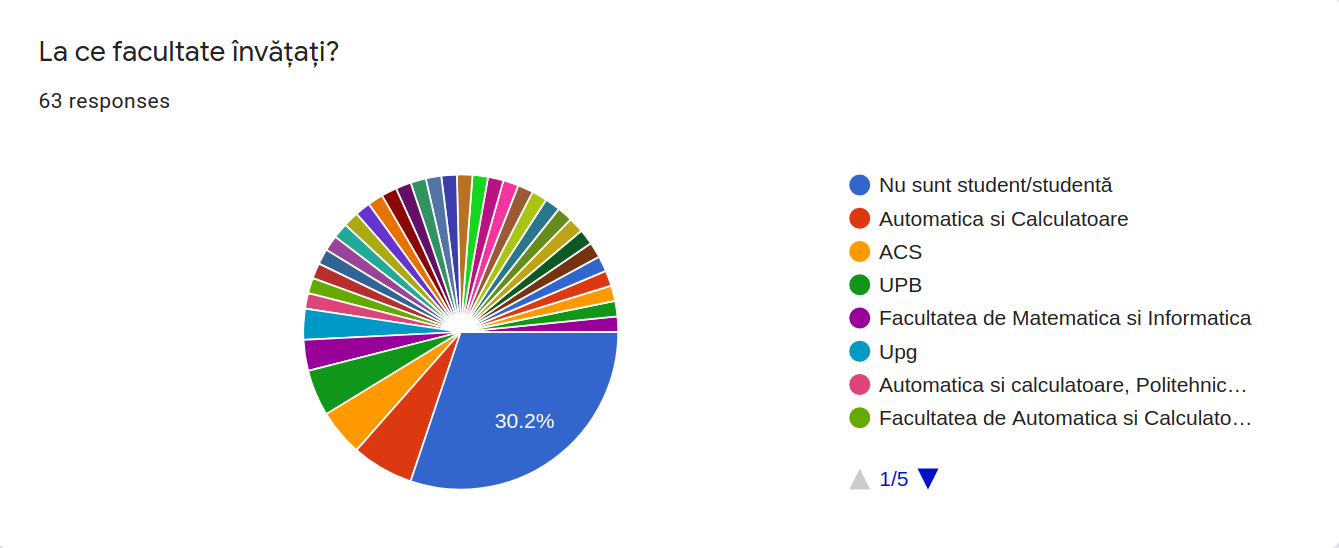 La ce facultate învățați?
63 responses
30.2%
Nu sunt student/studentă
Automatica si Calculatoare
ACS
UPB
Facultatea de Matematica si Informatica
Upg
Automatica si calculatoare, Politehnic…
Facultatea de Automatica si Calculato…
1/5